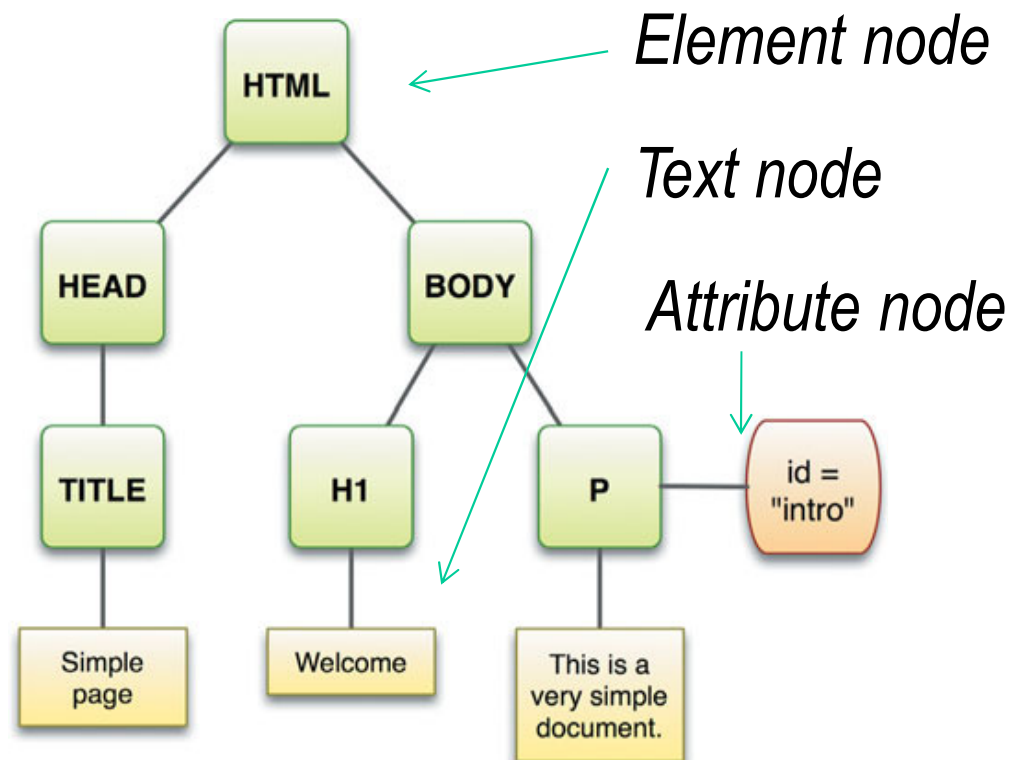 Element node
HTML
Text node
HEAD
BODY
Attribute node
TITLE
H1
P
id =
"intro"
Simple
page
Welcome
This is a
very simple
document.